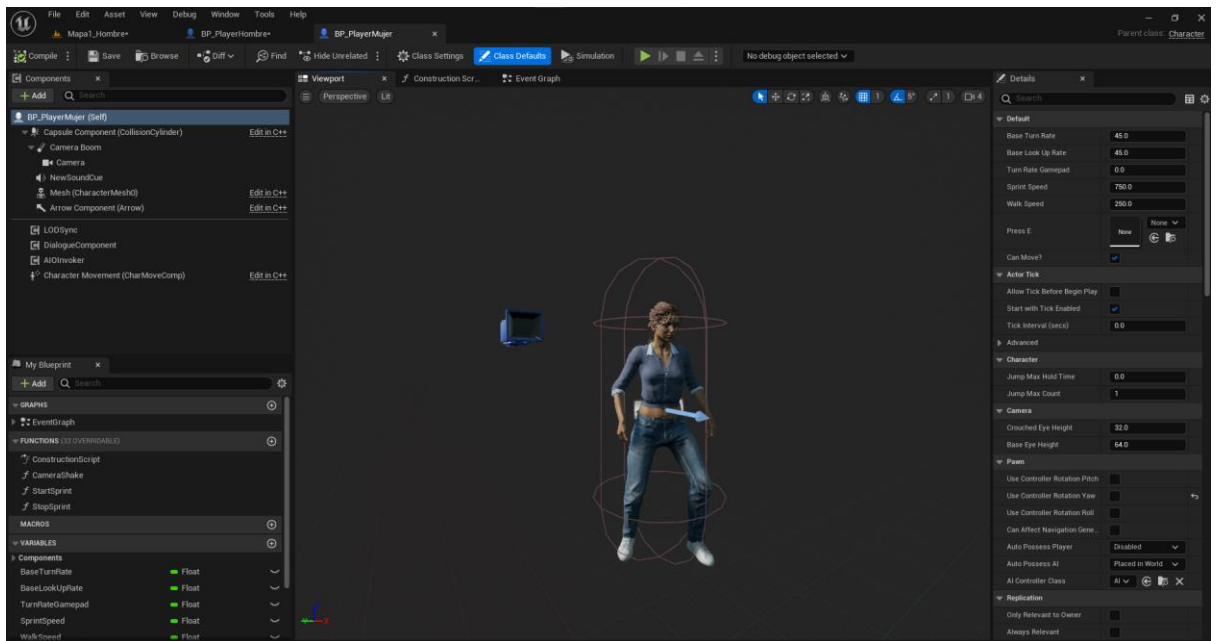 File Edit Asset View Debug Window Tools Help
Mapa1_Hombre• BP_PlayerHombre• BP_PlayerMujer
Parent class: Character
Compile Save Browse Diff Find Hide Unrelated Class Settings Class Defaults Simulation No debug object selected
Components
Add Search
BP_PlayerMujer (Self)
Capsule Component (CollisionCylinder) Edit in C++
Camera Boom
Camera
NewSoundCue
Mesh (CharacterMesh0) Edit in C++
Arrow Component (Arrow) Edit in C++
LODSync
DialogueComponent
AIOInvoker
Character Movement (CharMoveComp) Edit in C++
My Blueprint
Add Search
GRAPHS
EventGraph
FUNCTIONS (33 OVERRIDABLE)
ConstructionScript
CameraShake
StartSprint
StopSprint
MACROS
VARIABLES
Components
BaseTurnRate Float
BaseLookUpRate Float
TurnRateGamepad Float
SprintSpeed Float
WalkSpeed Float
Viewport Construction Scr... Event Graph
Perspective Lit
1 5° 1 4
Details
Search
Default
Base Turn Rate 45.0
Base Look Up Rate 45.0
Turn Rate Gamepad 0.0
Sprint Speed 750.0
Walk Speed 250.0
Press E None None
Can Move?
Actor Tick
Allow Tick Before Begin Play
Start with Tick Enabled
Tick Interval (secs) 0.0
Advanced
Character
Jump Max Hold Time 0.0
Jump Max Count 1
Camera
Crouched Eye Height 32.0
Base Eye Height 64.0
Pawn
Use Controller Rotation Pitch
Use Controller Rotation Yaw
Use Controller Rotation Roll
Can Affect Navigation Gene...
Auto Possess Player Disabled
Auto Possess AI Placed in World
AI Controller Class AI
Replication
Only Relevant to Owner
Always Relevant